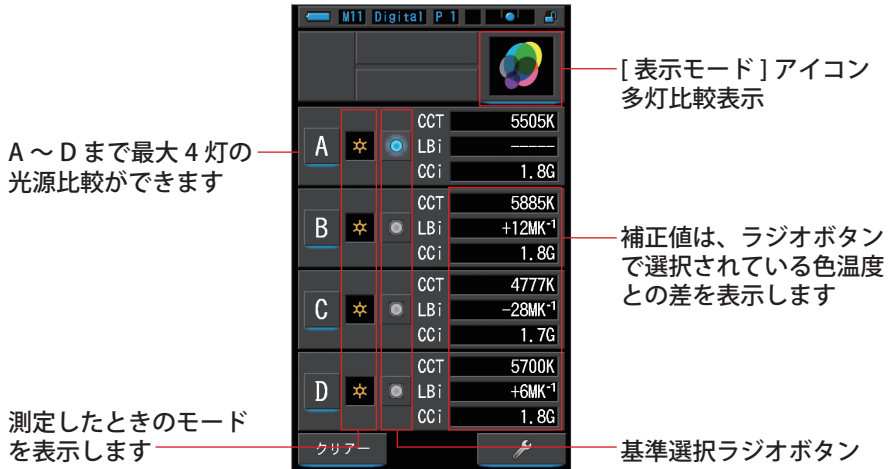 M11 Digital P 1
[ 表示モード ] アイコン
多灯比較表示
A ～ D まで最大 4 灯の
光源比較ができます
A
CCT 5505K
LBi -----
CCi 1.8G
B
CCT 5885K
LBi +12MK⁻¹
CCi 1.8G
補正値は、ラジオボタン
で選択されている色温度
との差を表示します
C
CCT 4777K
LBi -28MK⁻¹
CCi 1.7G
D
CCT 5700K
LBi +6MK⁻¹
CCi 1.8G
測定したときのモード
を表示します
クリアー
基準選択ラジオボタン